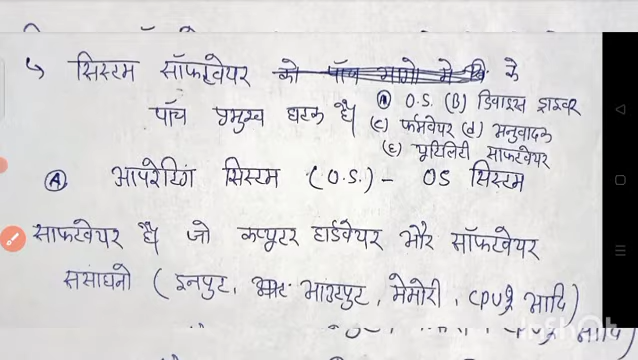 ↳ सिस्टम सॉफ्टवेयर के
पाँच प्रमुख घटक है (A) O.S. (B) डिवाइस ड्राइवर
(c) फर्मवेयर (d) अनुवादक
(E) यूटिलिटी साफ्टवेयर
(A) आपरेटिंग सिस्टम (O.S.) - OS सिस्टम
साफ्टवेयर है जो कम्प्यूटर हार्डवेयर और सॉफ्टवेयर
संसाधनो (इनपुट, आउटपुट, मेमोरी, CPU आदि)